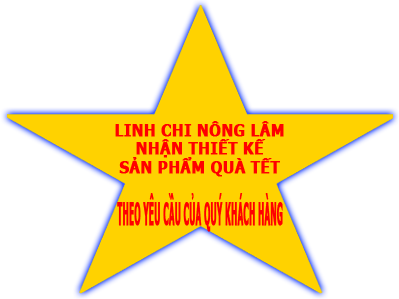 LINH CHI NÔNG LÂM
NHẬN THIẾT KẾ
SẢN PHẨM QUÀ TẾT
THEO YÊU CẦU CỦA QUÝ KHÁCH HÀNG